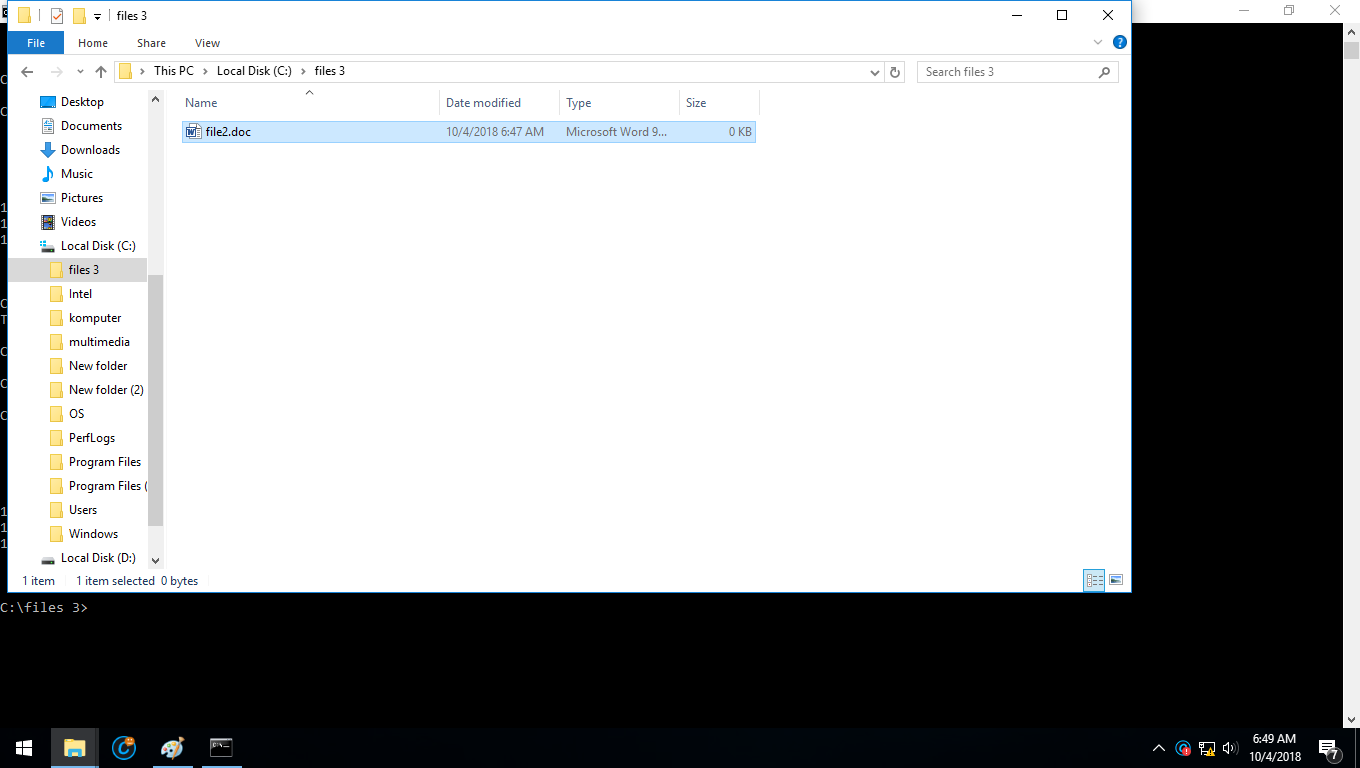 files 3
File Home Share View
This PC Local Disk (C:) files 3 Search files 3
Name Date modified Type Size
file2.doc 10/4/2018 6:47 AM Microsoft Word 9... 0 KB
Desktop
Documents
Downloads
Music
Pictures
Videos
Local Disk (C:)
files 3
Intel
komputer
multimedia
New folder
New folder (2)
OS
PerfLogs
Program Files
Program Files (
Users
Windows
Local Disk (D:)
1 item 1 item selected 0 bytes
C:\files 3>
6:49 AM
10/4/2018
7